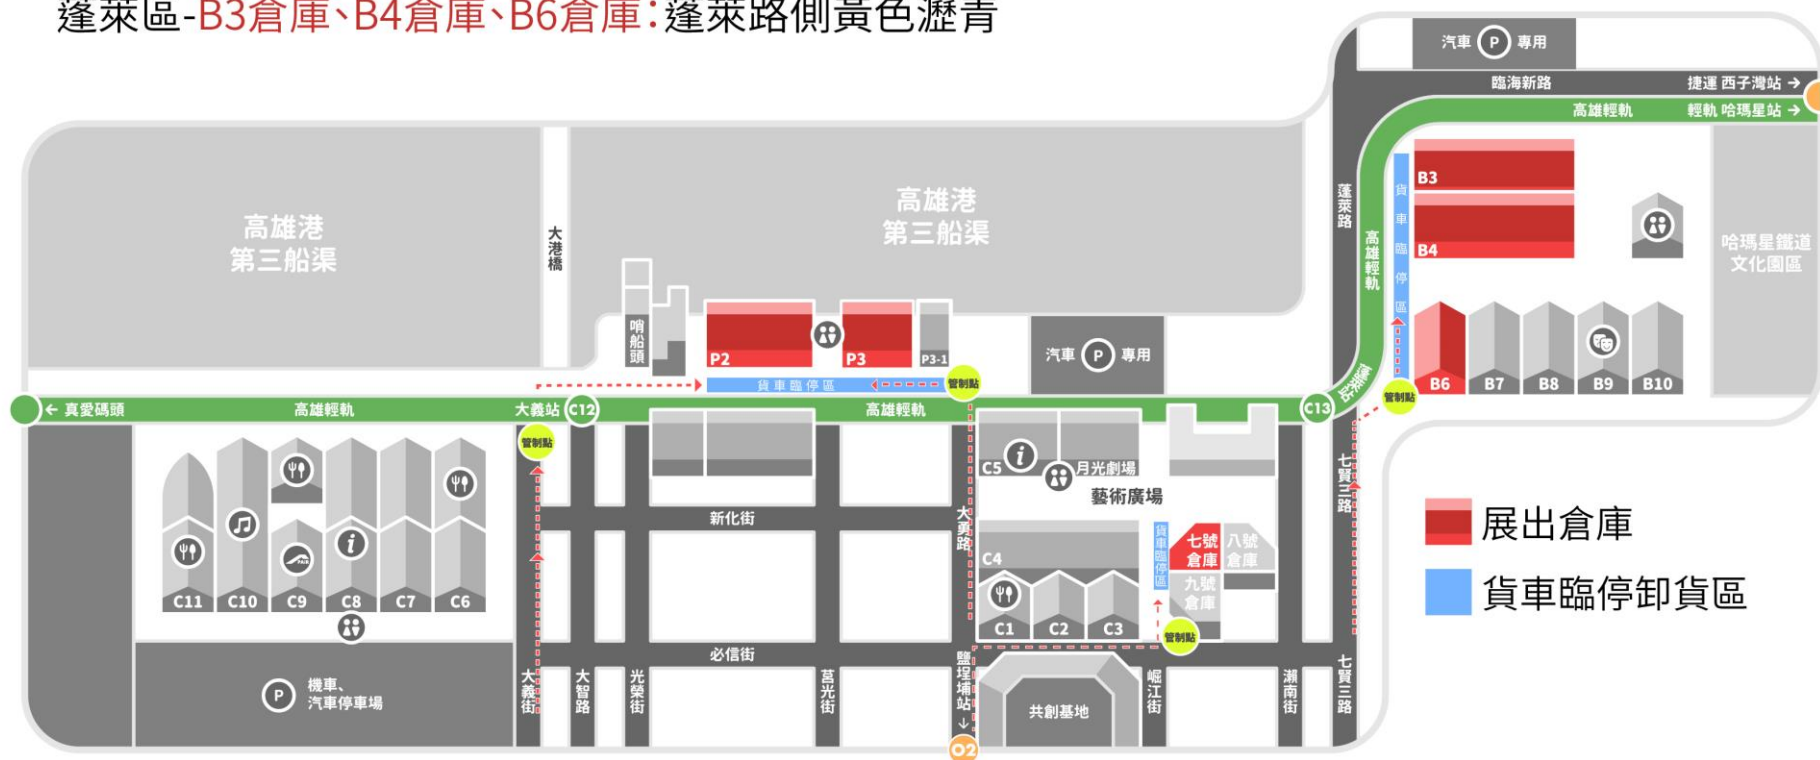 蓬萊區-B3倉庫、B4倉庫、B6倉庫：蓬萊路側黃色瀝青
汽車 P 專用
臨海新路
捷運 西子灣站 →
高雄輕軌
輕軌 哈瑪星站 →
高雄港
第三船渠
大港橋
高雄港
第三船渠
蓬萊路
高雄輕軌
貨車臨停區
B3
B4
哈瑪星鐵道
文化園區
哨船頭
P2
P3
P3-1
汽車 P 專用
貨車臨停區
管制點
B6
B7
B8
B9
B10
管制點
← 真愛碼頭
高雄輕軌
大義站
C12
高雄輕軌
C13
蓬萊站
管制點
C5
i
月光劇場
藝術廣場
七賢三路
展出倉庫
貨車臨停卸貨區
新化街
大勇路
C4
貨車臨停區
七號
倉庫
八號
倉庫
九號
倉庫
i
C11
C10
C9
C8
C7
C6
C1
C2
C3
管制點
必信街
P
機車、
汽車停車場
大義街
大智路
光榮街
莒光街
鹽埕埔站 ↓
O2
共創基地
崛江街
瀨南街
七賢三路